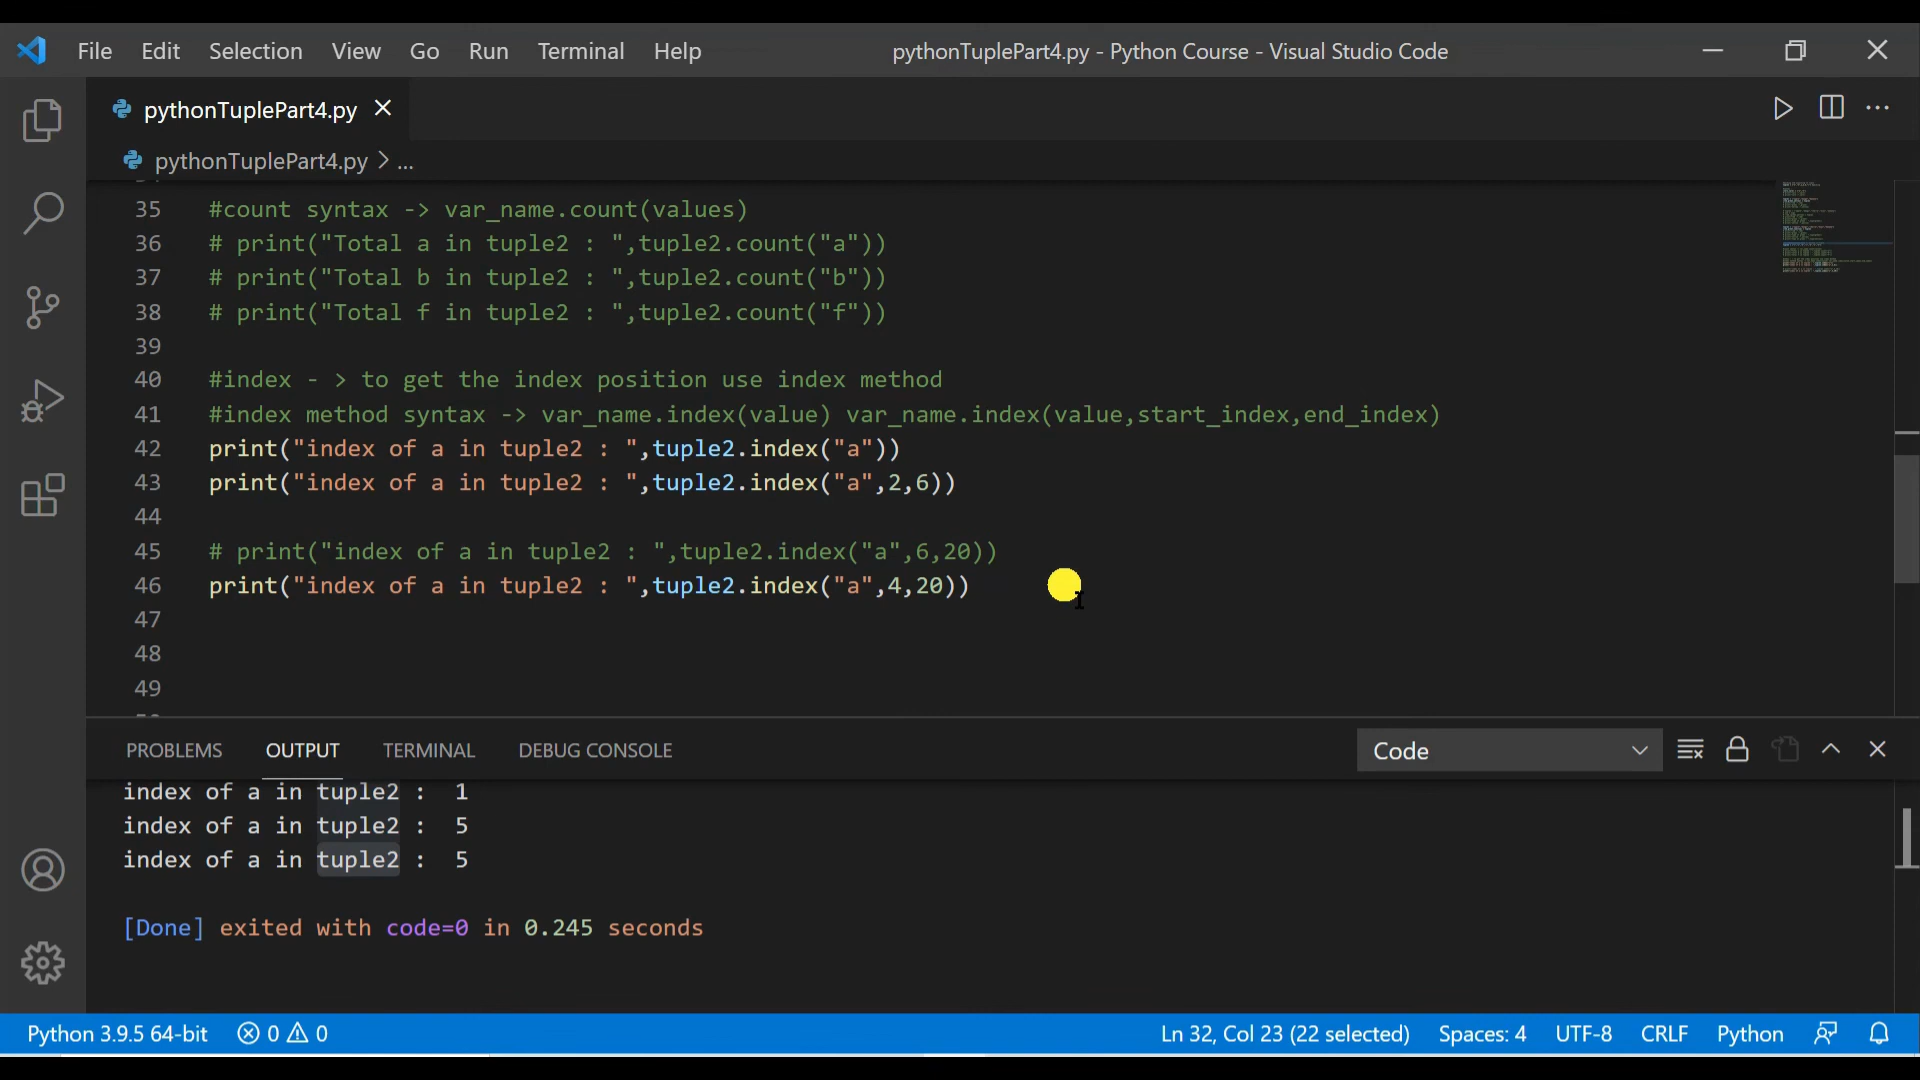 File Edit Selection View Go Run Terminal Help pythonTuplePart4.py - Python Course - Visual Studio Code
pythonTuplePart4.py
pythonTuplePart4.py > ...
35 #count syntax -> var_name.count(values)
36 # print("Total a in tuple2 : ",tuple2.count("a"))
37 # print("Total b in tuple2 : ",tuple2.count("b"))
38 # print("Total f in tuple2 : ",tuple2.count("f"))
39
40 #index - > to get the index position use index method
41 #index method syntax -> var_name.index(value) var_name.index(value,start_index,end_index)
42 print("index of a in tuple2 : ",tuple2.index("a"))
43 print("index of a in tuple2 : ",tuple2.index("a",2,6))
44
45 # print("index of a in tuple2 : ",tuple2.index("a",6,20))
46 print("index of a in tuple2 : ",tuple2.index("a",4,20))
47
48
49
PROBLEMS OUTPUT TERMINAL DEBUG CONSOLE Code
index of a in tuple2 : 1
index of a in tuple2 : 5
index of a in tuple2 : 5
[Done] exited with code=0 in 0.245 seconds
Python 3.9.5 64-bit 0 0 Ln 32, Col 23 (22 selected) Spaces: 4 UTF-8 CRLF Python